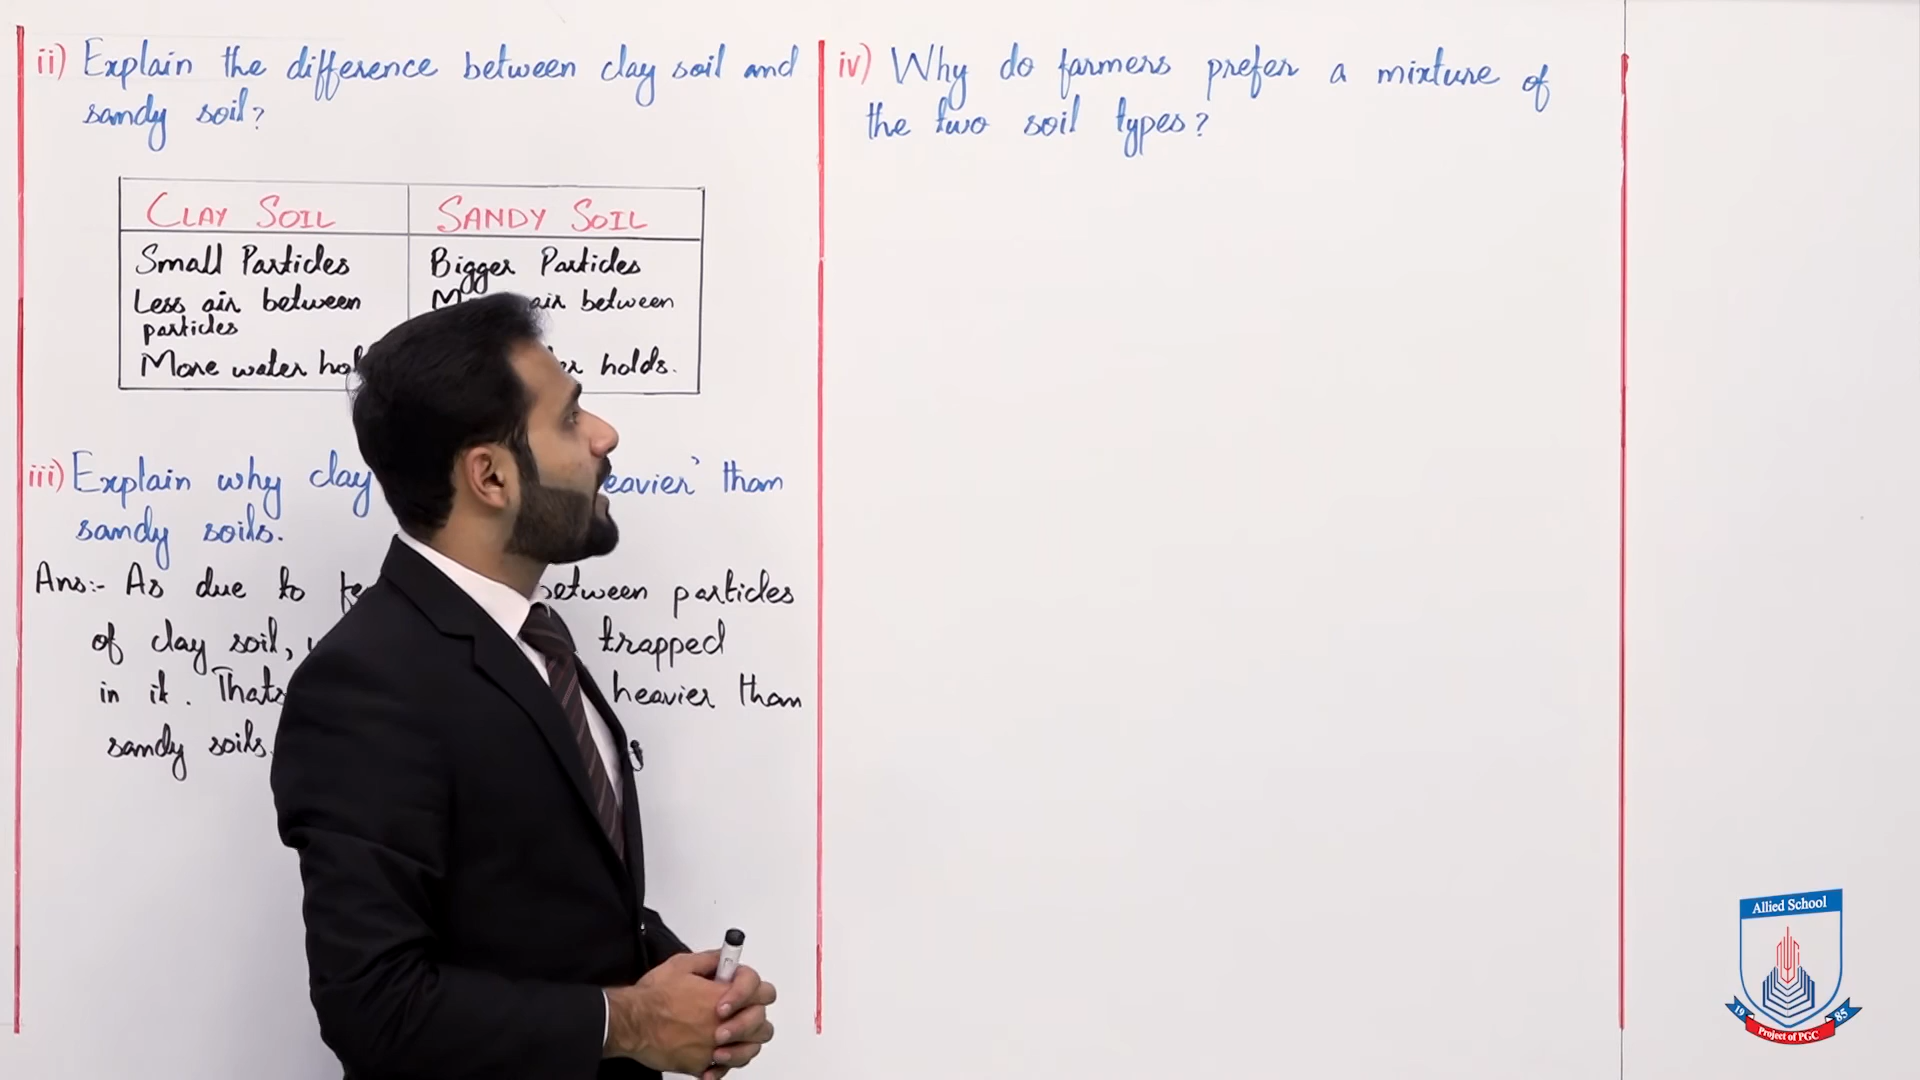 ii) Explain the difference between clay soil and
sandy soil?
CLAY SOIL
SANDY SOIL
Small Particles
Bigger Particles
Less air between
particles
air between
More water
holds.
iii) Explain why clay than
sandy soils.
Ans:- As due to between particles
of clay soil, trapped
in it. Thats heavier than
sandy soils.
iv) Why do farmers prefer a mixture of
the two soil types?
Allied School
19 85
Project of PGC